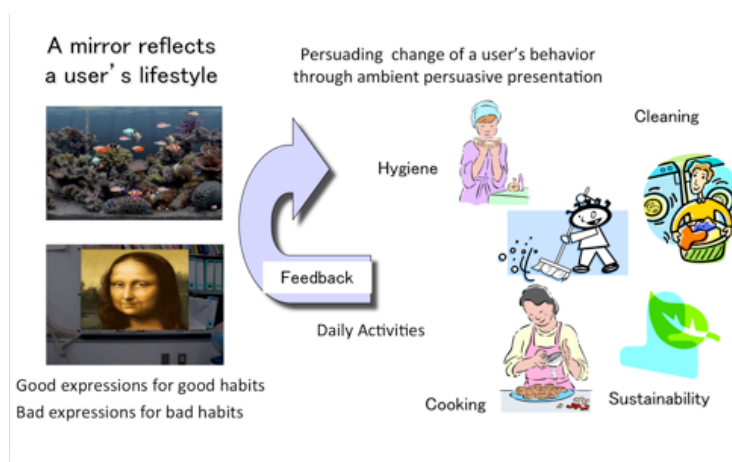 A mirror reflects
a user's lifestyle
Persuading change of a user's behavior
through ambient persuasive presentation
Cleaning
Hygiene
Feedback
Daily Activities
Good expressions for good habits
Bad expressions for bad habits
Cooking
Sustainability